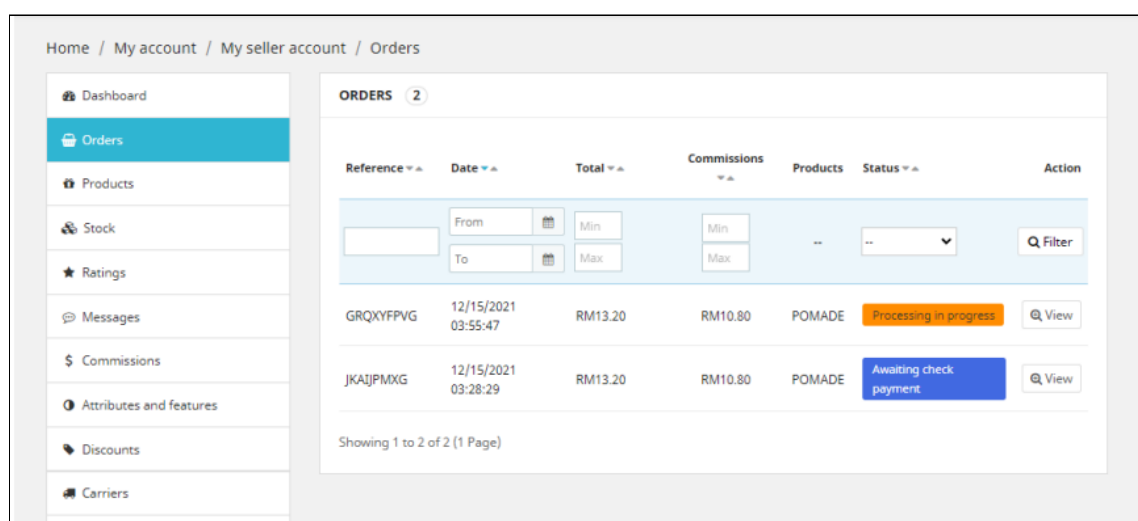 Home / My account / My seller account / Orders
Dashboard
Orders
Products
Stock
Ratings
Messages
$ Commissions
Attributes and features
Discounts
Carriers
ORDERS 2
Reference Date Total Commissions Products Status Action
From Min Min -- -- Filter
To Max Max
GRQXYFPVG 12/15/2021 03:55:47 RM13.20 RM10.80 POMADE Processing in progress View
JKAIJPMXG 12/15/2021 03:28:29 RM13.20 RM10.80 POMADE Awaiting check payment View
Showing 1 to 2 of 2 (1 Page)